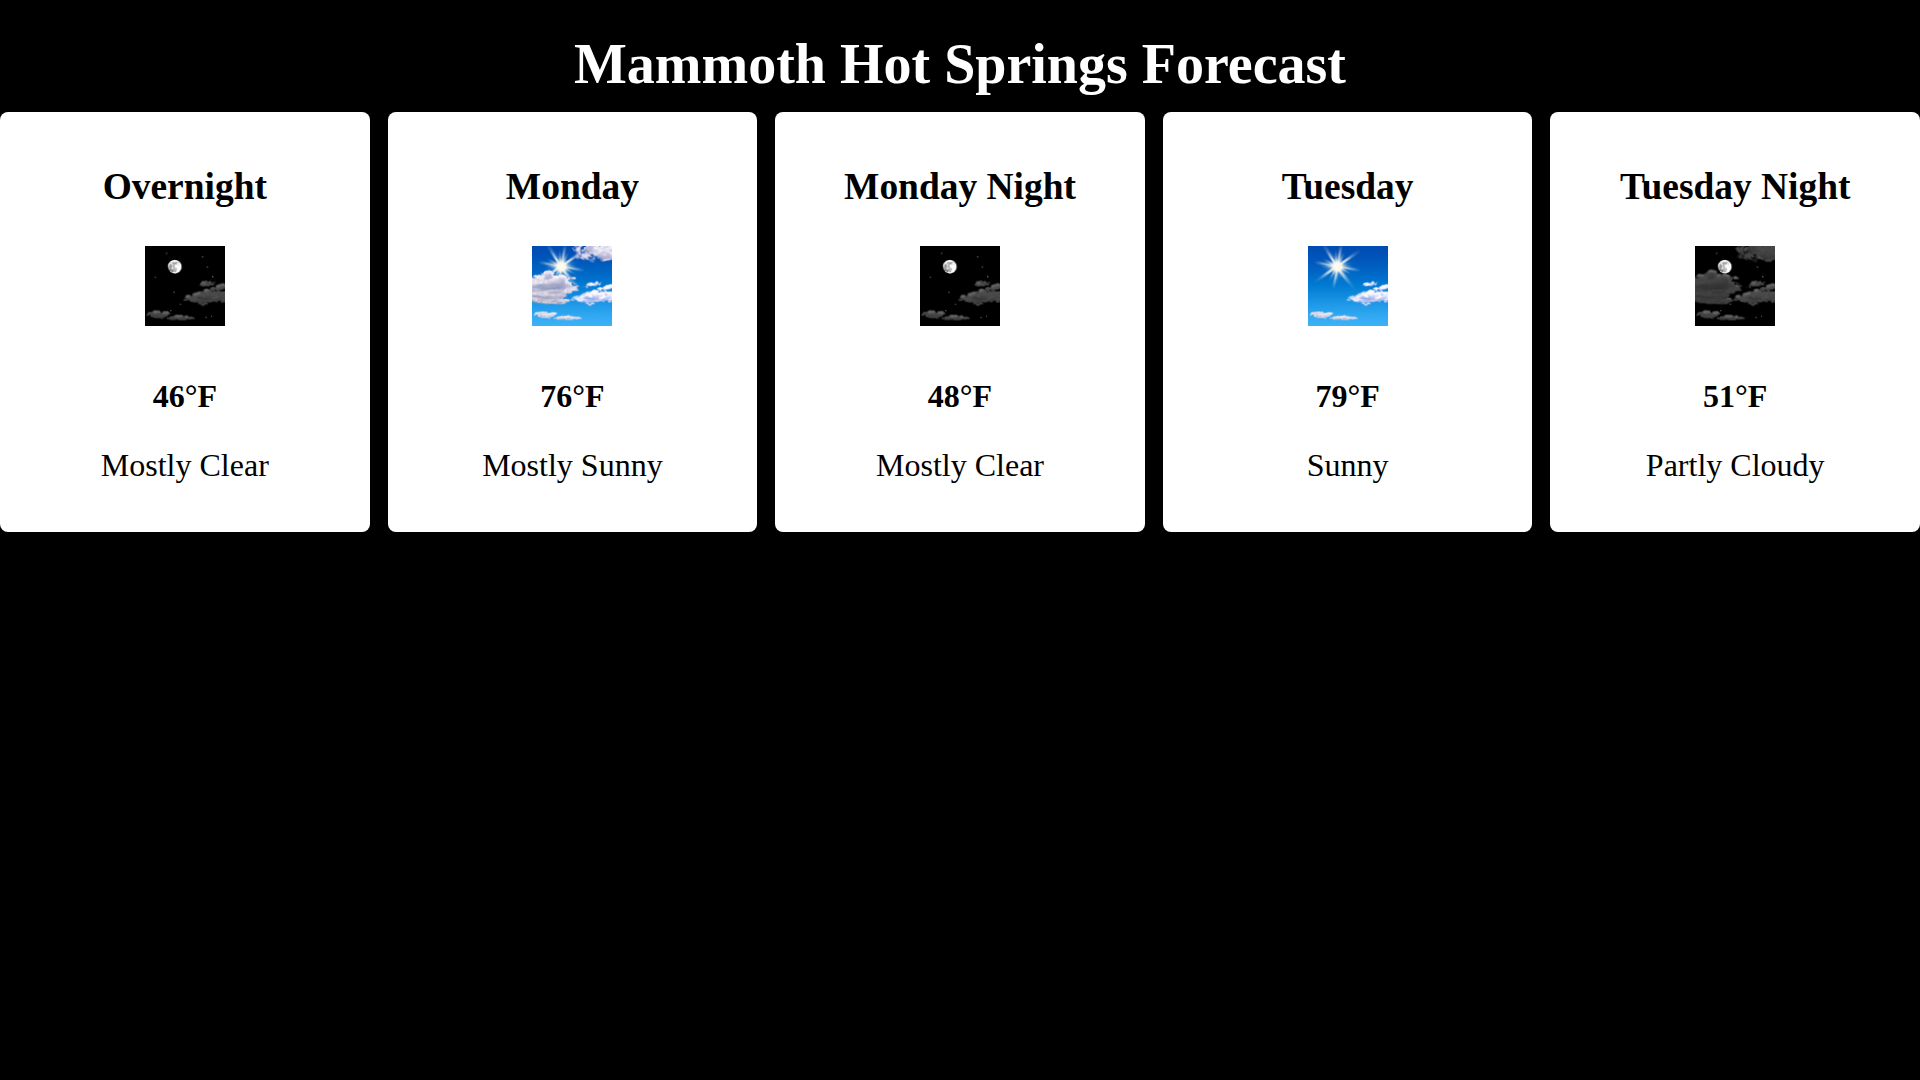 Mammoth Hot Springs Forecast
Overnight
46°F
Mostly Clear
Monday
76°F
Mostly Sunny
Monday Night
48°F
Mostly Clear
Tuesday
79°F
Sunny
Tuesday Night
51°F
Partly Cloudy